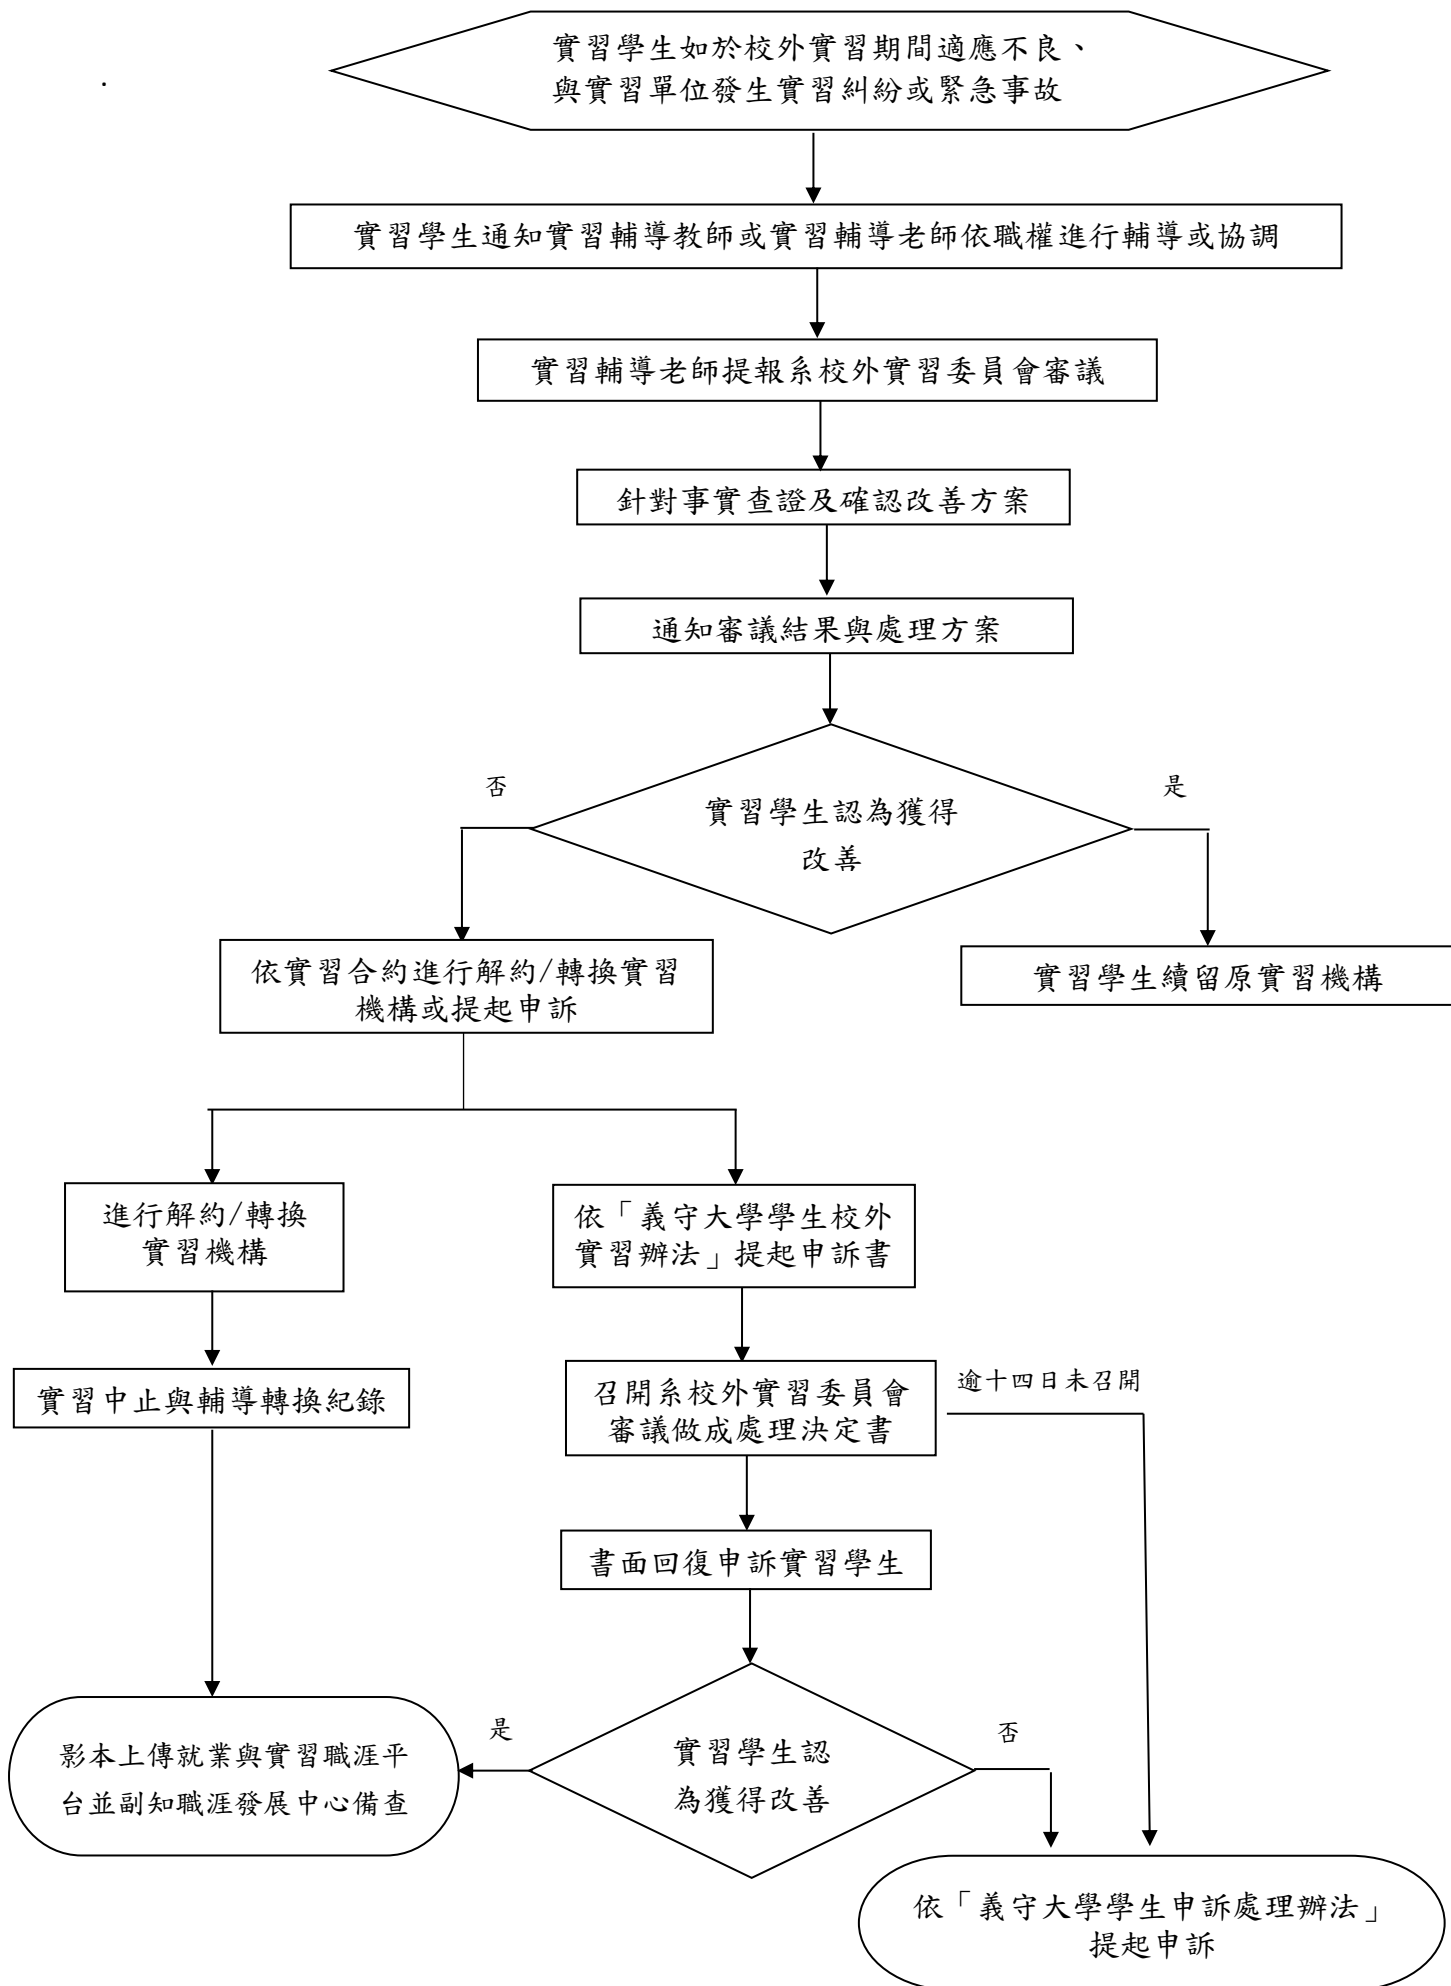 實習學生如於校外實習期間適應不良、
與實習單位發生實習糾紛或緊急事故
.
實習學生通知實習輔導教師或實習輔導老師依職權進行輔導或協調
實習輔導老師提報系校外實習委員會審議
針對事實查證及確認改善方案
通知審議結果與處理方案
否
是
實習學生認為獲得
改善
依實習合約進行解約/轉換實習
機構或提起申訴
實習學生續留原實習機構
進行解約/轉換
實習機構
依「義守大學學生校外
實習辦法」提起申訴書
實習中止與輔導轉換紀錄
召開系校外實習委員會
審議做成處理決定書
逾十四日未召開
書面回復申訴實習學生
是
否
實習學生認
為獲得改善
影本上傳就業與實習職涯平
台並副知職涯發展中心備查
依「義守大學學生申訴處理辦法」
提起申訴